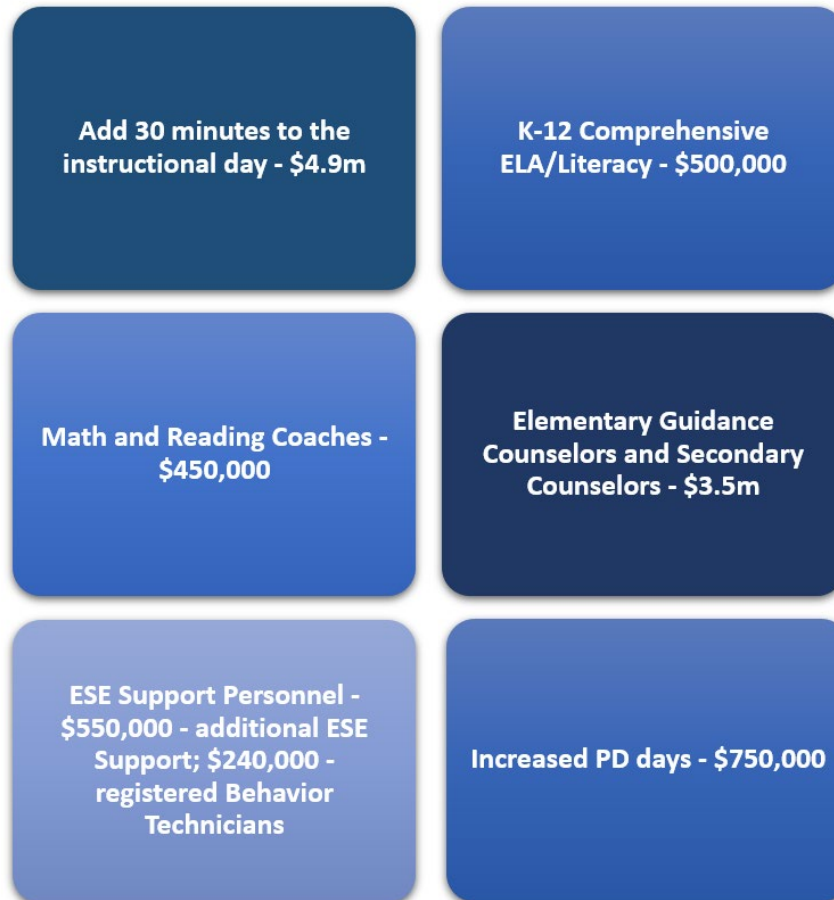 Add 30 minutes to the
instructional day - $4.9m
K-12 Comprehensive
ELA/Literacy - $500,000
Math and Reading Coaches -
$450,000
Elementary Guidance
Counselors and Secondary
Counselors - $3.5m
ESE Support Personnel -
$550,000 - additional ESE
Support; $240,000 -
registered Behavior
Technicians
Increased PD days - $750,000